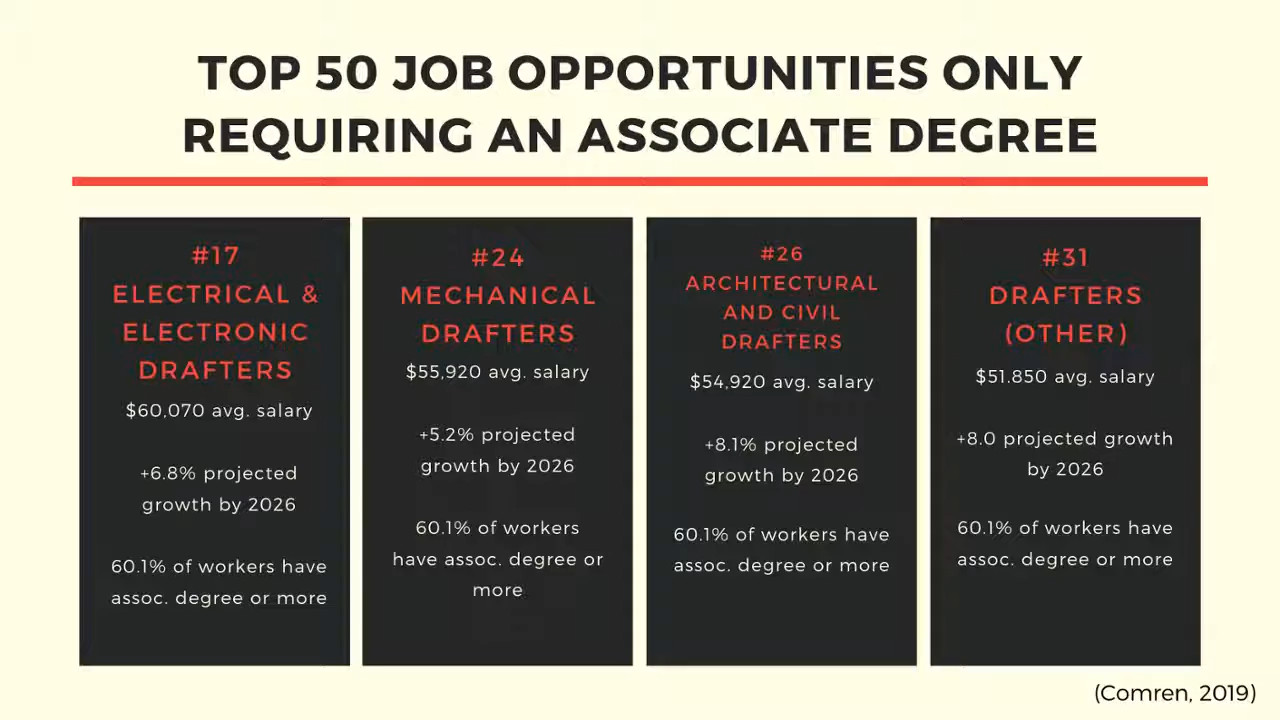 TOP 50 JOB OPPORTUNITIES ONLY
REQUIRING AN ASSOCIATE DEGREE
#17
ELECTRICAL &
ELECTRONIC
DRAFTERS
$60,070 avg. salary
+6.8% projected
growth by 2026
60.1% of workers have
assoc. degree or more
#24
MECHANICAL
DRAFTERS
$55,920 avg. salary
+5.2% projected
growth by 2026
60.1% of workers
have assoc. degree or
more
#26
ARCHITECTURAL
AND CIVIL
DRAFTERS
$54,920 avg. salary
+8.1% projected
growth by 2026
60.1% of workers have
assoc. degree or more
#31
DRAFTERS
(OTHER)
$51.850 avg. salary
+8.0 projected growth
by 2026
60.1% of workers have
assoc. degree or more
(Comren, 2019)